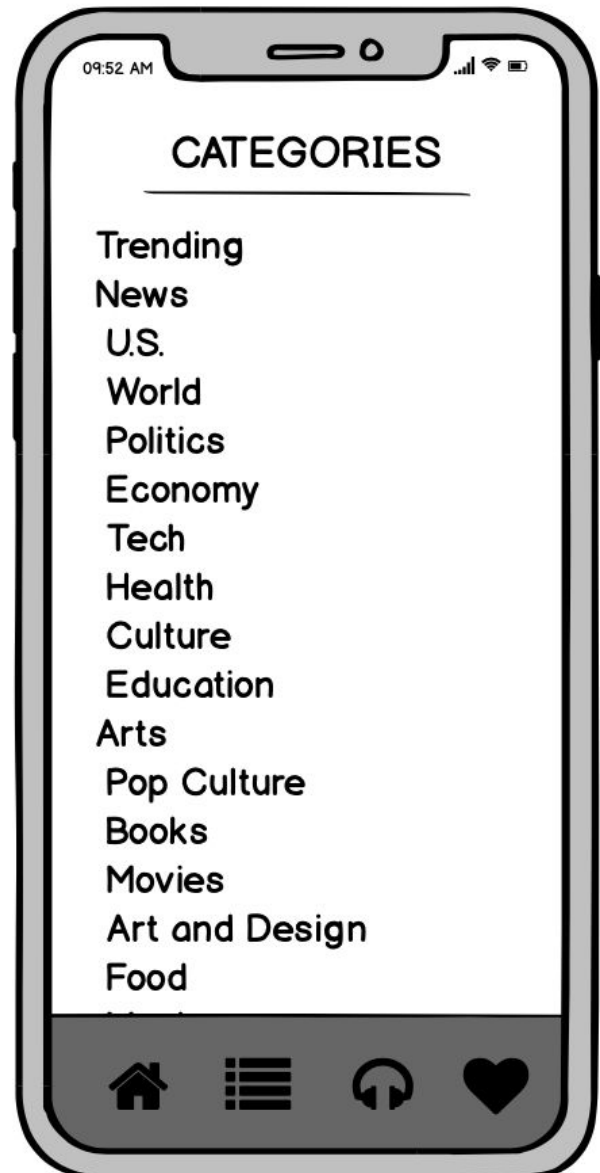 09:52 AM
CATEGORIES
Trending
News
U.S.
World
Politics
Economy
Tech
Health
Culture
Education
Arts
Pop Culture
Books
Movies
Art and Design
Food